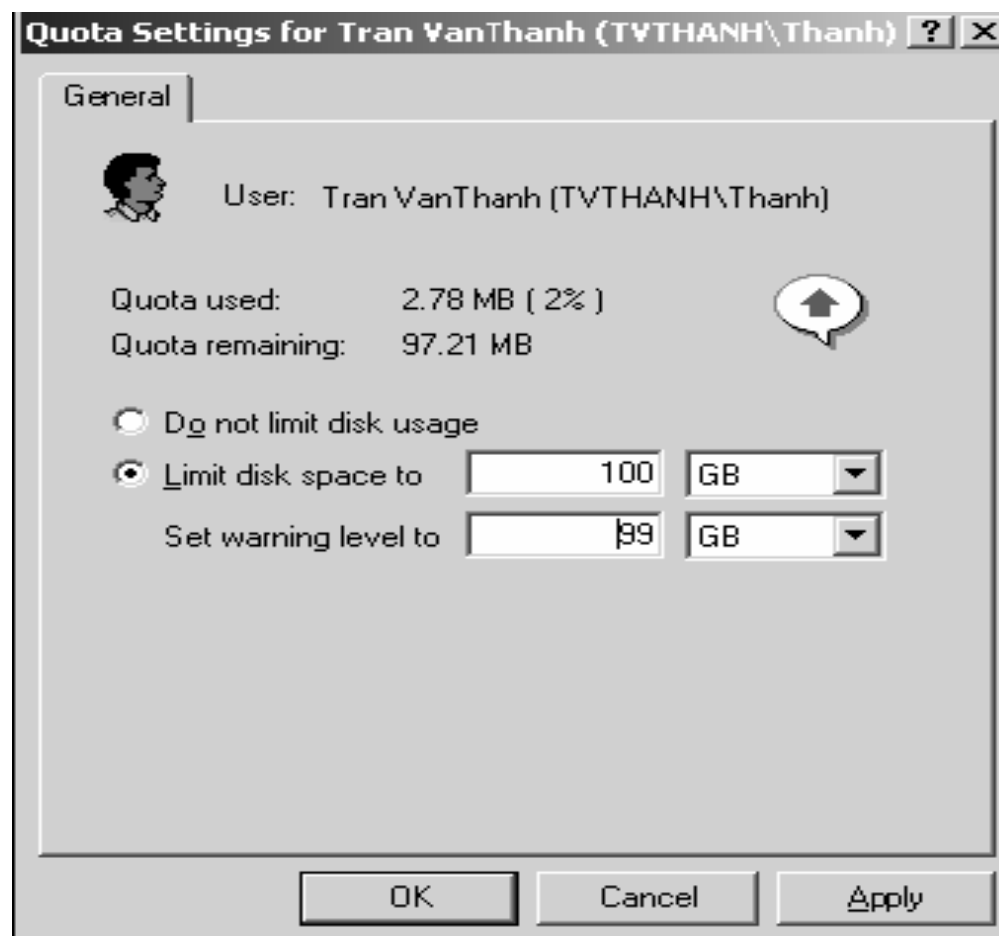 Quota Settings for Tran VanThanh (TVTHANH\Thanh) ? X
General
User: Tran VanThanh (TVTHANH\Thanh)
Quota used: 2.78 MB ( 2% )
Quota remaining: 97.21 MB
Do not limit disk usage
Limit disk space to 100 GB
Set warning level to 99 GB
OK Cancel Apply